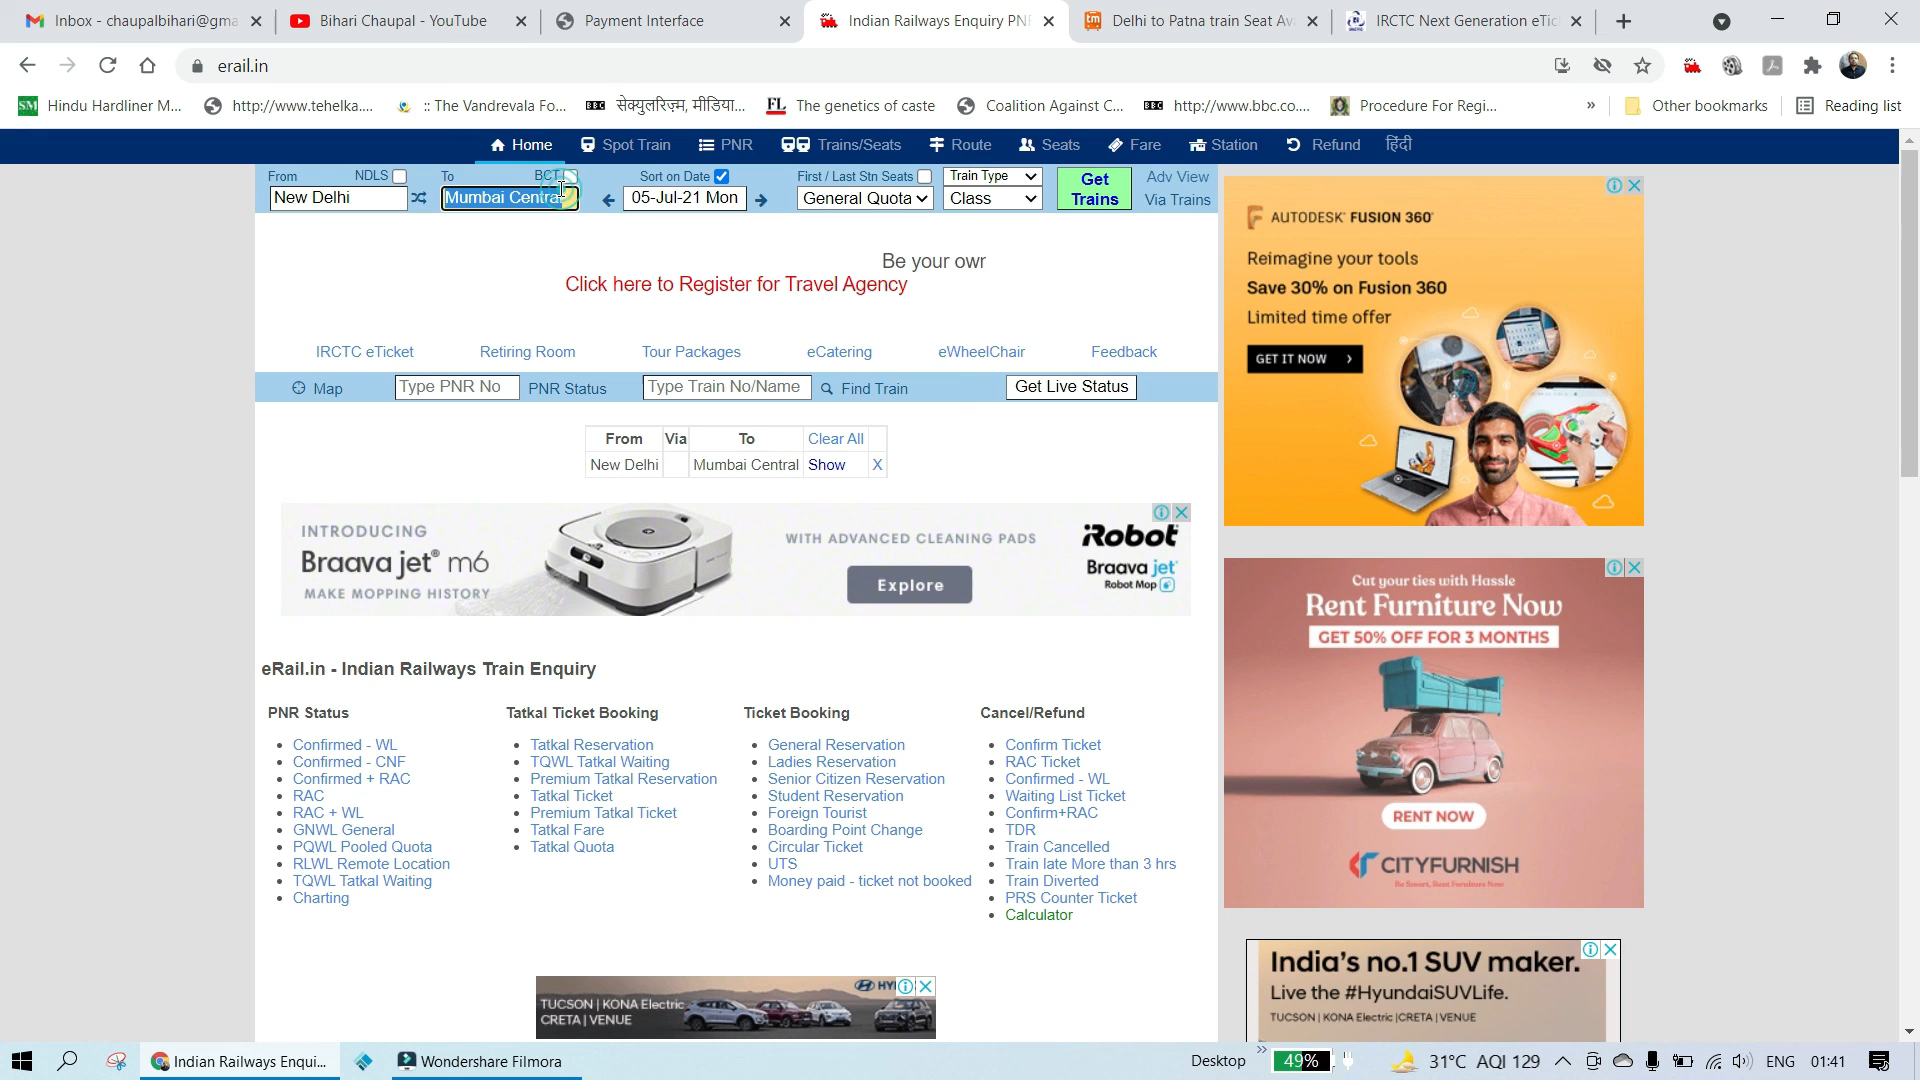 Inbox - chaupalbihari@gma
Bihari Chaupal - YouTube
Payment Interface
Indian Railways Enquiry PN
Delhi to Patna train Seat Av
IRCTC Next Generation eTic
erail.in
SM Hindu Hardliner M...
http://www.tehelka....
:: The Vandrevala Fo...
BBC सेक्युलरिज़्म, मीडिया...
FL The genetics of caste
Coalition Against C...
BBC http://www.bbc.co....
Procedure For Regi...
» Other bookmarks
Reading list
Home Spot Train PNR Trains/Seats Route Seats Fare Station Refund हिंदी
From NDLS To BCT Sort on Date First / Last Stn Seats Train Type Get Trains Adv View
New Delhi Mumbai Central 05-Jul-21 Mon General Quota Class Via Trains
Be your owr
Click here to Register for Travel Agency
IRCTC eTicket Retiring Room Tour Packages eCatering eWheelChair Feedback
Map Type PNR No PNR Status Type Train No/Name Find Train Get Live Status
From Via To Clear All
New Delhi Mumbai Central Show X
INTRODUCING
Braava jet® m6
MAKE MOPPING HISTORY
WITH ADVANCED CLEANING PADS
Explore
iRobot
Braava jet
Robot Mop
eRail.in - Indian Railways Train Enquiry
PNR Status
Confirmed - WL
Confirmed - CNF
Confirmed + RAC
RAC
RAC + WL
GNWL General
PQWL Pooled Quota
RLWL Remote Location
TQWL Tatkal Waiting
Charting
Tatkal Ticket Booking
Tatkal Reservation
TQWL Tatkal Waiting
Premium Tatkal Reservation
Tatkal Ticket
Premium Tatkal Ticket
Tatkal Fare
Tatkal Quota
Ticket Booking
General Reservation
Ladies Reservation
Senior Citizen Reservation
Student Reservation
Foreign Tourist
Boarding Point Change
Circular Ticket
UTS
Money paid - ticket not booked
Cancel/Refund
Confirm Ticket
RAC Ticket
Confirmed - WL
Waiting List Ticket
Confirm+RAC
TDR
Train Cancelled
Train late More than 3 hrs
Train Diverted
PRS Counter Ticket
Calculator
TUCSON | KONA Electric
CRETA | VENUE
HY
AUTODESK® FUSION 360®
Reimagine your tools
Save 30% on Fusion 360
Limited time offer
GET IT NOW >
Cut your ties with Hassle
Rent Furniture Now
GET 50% OFF FOR 3 MONTHS
RENT NOW
CITYFURNISH
Be Smart, Rent Furniture Now
India's no.1 SUV maker.
Live the #HyundaiSUVLife.
TUCSON | KONA Electric | CRETA | VENUE
Indian Railways Enqui...
Wondershare Filmora
Desktop » 49% 31°C AQI 129 ENG 01:41